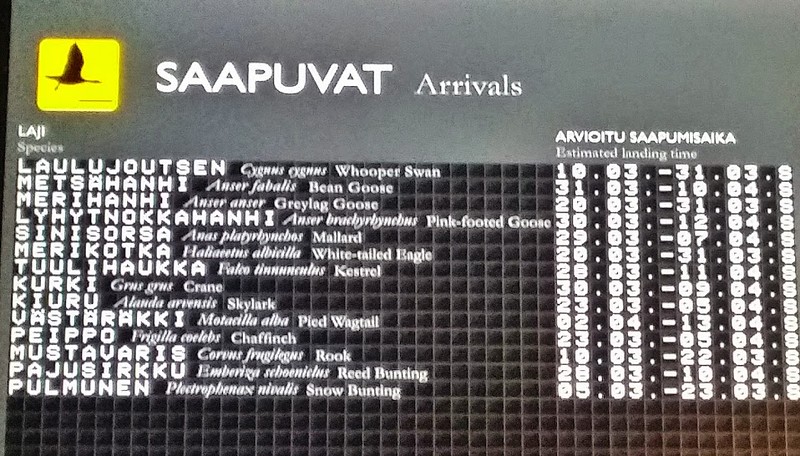 SAAPUVAT Arrivals
LAJI ARVIOITU SAAPUMISAIKA
Species Estimated landing time
LAULUJOUTSEN Cygnus cygnus Whooper Swan 10.03.-31.03.S
METSÄHANHI Anser fabalis Bean Goose 31.03.-10.04.S
MERIHANHI Anser anser Greylag Goose 20.03.-31.03.S
LYHYTNOKKAHANHI Anser brachyrhynchus Pink-footed Goose 30.03.-12.04.S
SINISORSA Anas platyrhynchos Mallard 29.03.-07.04.S
MERIKOTKA Haliaeetus albicilla White-tailed Eagle 20.03.-31.03.S
TUULIHAUKKA Falco tinnunculus Kestrel 28.03.-11.04.S
KURKI Grus grus Crane 30.03.-09.04.S
KIURU Alauda arvensis Skylark 23.03.-05.04.S
VÄSTÄRÄKKI Motacilla alba Pied Wagtail 02.04.-13.04.S
PEIPPO Frigilla coelebs Chaffinch 23.03.-05.04.S
MUSTAVARIS Corvus frugilegus Rook 10.03.-22.03.S
PAJUSIRKKU Emberiza schoeniclus Reed Bunting 28.03.-10.04.S
PULMUNEN Plectrophenax nivalis Snow Bunting 05.03.-23.03.S